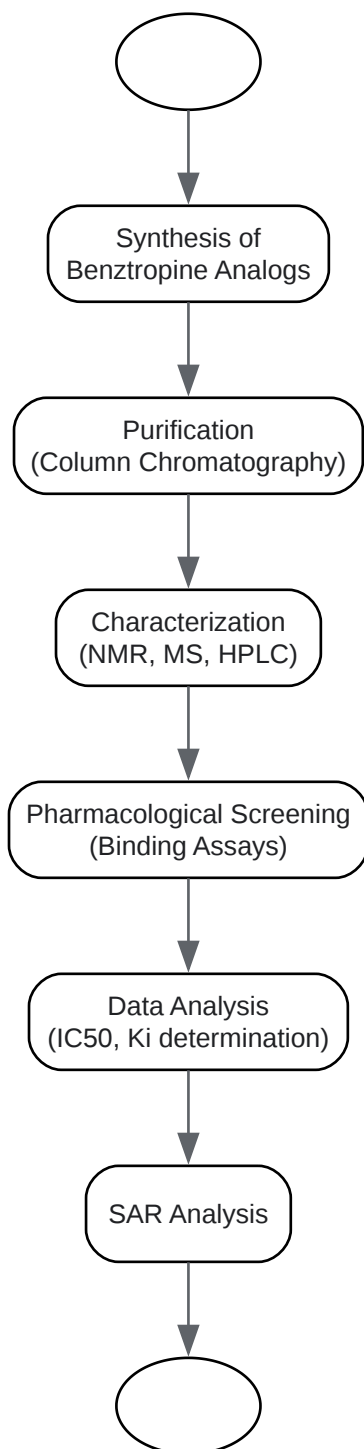 Synthesis of
Benztropine Analogs
Purification
(Column Chromatography)
Characterization
(NMR, MS, HPLC)
Pharmacological Screening
(Binding Assays)
Data Analysis
(IC50, Ki determination)
SAR Analysis